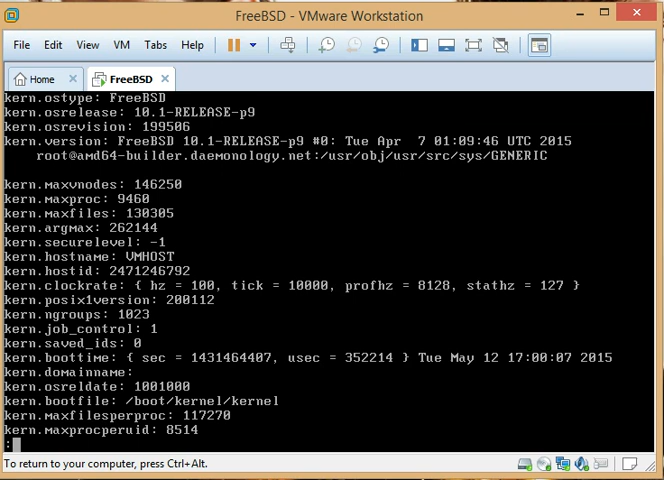 FreeBSD - VMware Workstation
File Edit View VM Tabs Help
Home FreeBSD
kern.ostype: FreeBSD
kern.osrelease: 10.1-RELEASE-p9
kern.osrevision: 199506
kern.version: FreeBSD 10.1-RELEASE-p9 #0: Tue Apr  7 01:09:46 UTC 2015
    root@amd64-builder.daemonology.net:/usr/obj/usr/src/sys/GENERIC
kern.maxvnodes: 146250
kern.maxproc: 9460
kern.maxfiles: 130305
kern.argmax: 262144
kern.securelevel: -1
kern.hostname: VMHOST
kern.hostid: 2471246792
kern.clockrate: { hz = 100, tick = 10000, profhz = 8128, stathz = 127 }
kern.posix1version: 200112
kern.ngroups: 1023
kern.job_control: 1
kern.saved_ids: 0
kern.boottime: { sec = 1431464407, usec = 352214 } Tue May 12 17:00:07 2015
kern.domainname:
kern.osreldate: 1001000
kern.bootfile: /boot/kernel/kernel
kern.maxfilesperproc: 117270
kern.maxprocperuid: 8514
:
To return to your computer, press Ctrl+Alt.